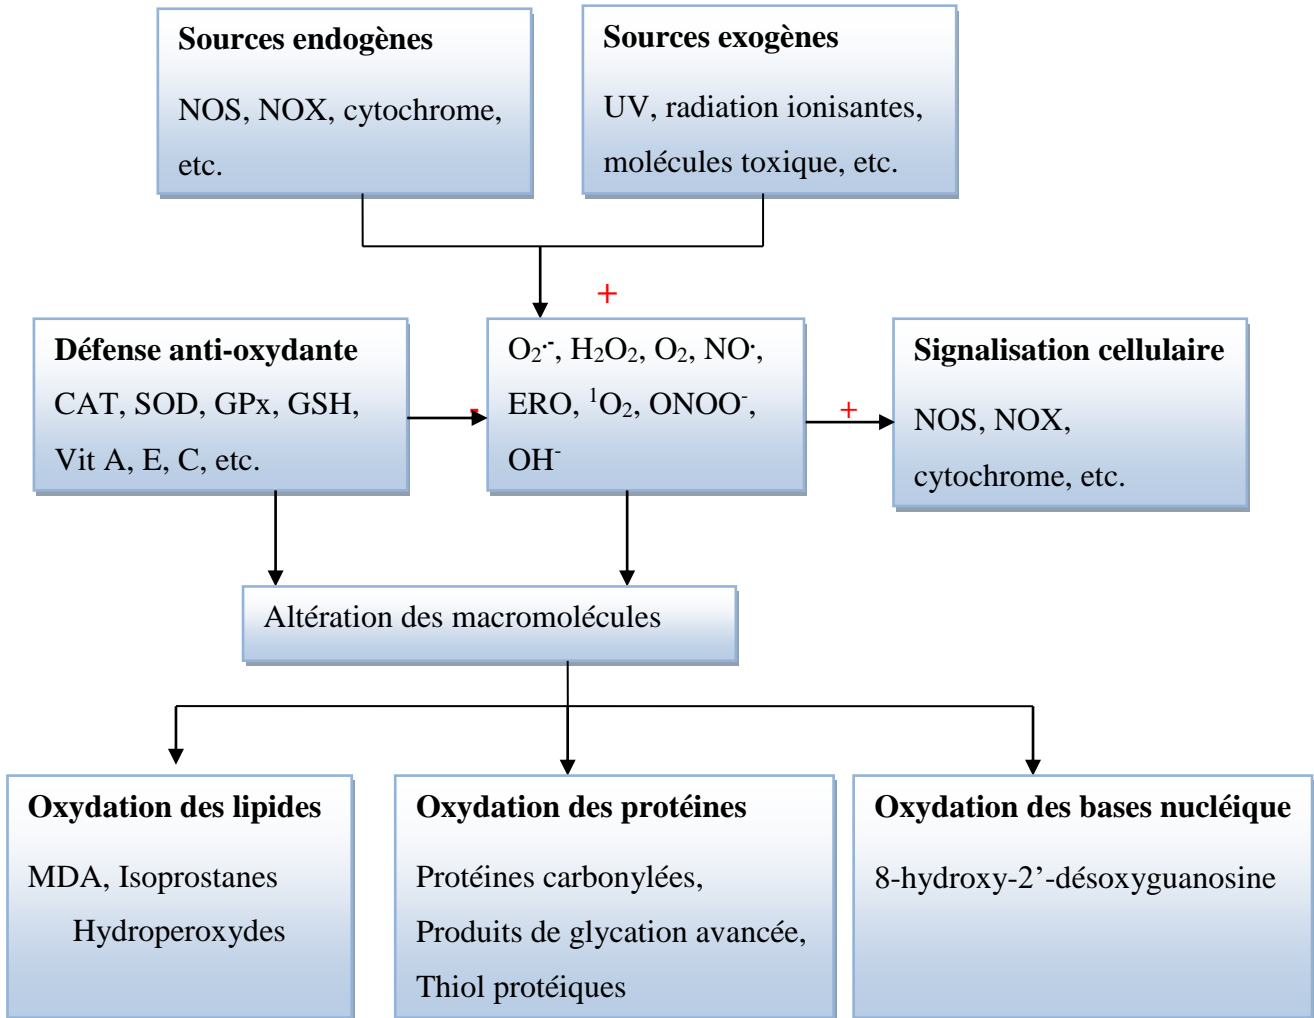 Sources endogènes
NOS, NOX, cytochrome,
etc.
Sources exogènes
UV, radiation ionisantes,
molécules toxique, etc.
+
Défense anti-oxydante
CAT, SOD, GPx, GSH,
Vit A, E, C, etc.
-
O₂·⁻, H₂O₂, O₂, NO·,
ERO, ¹O₂, ONOO⁻,
OH⁻
+
Signalisation cellulaire
NOS, NOX,
cytochrome, etc.
Altération des macromolécules
Oxydation des lipides
MDA, Isoprostanes
Hydroperoxydes
Oxydation des protéines
Protéines carbonylées,
Produits de glycation avancée,
Thiol protéiques
Oxydation des bases nucléique
8-hydroxy-2’-désoxyguanosine